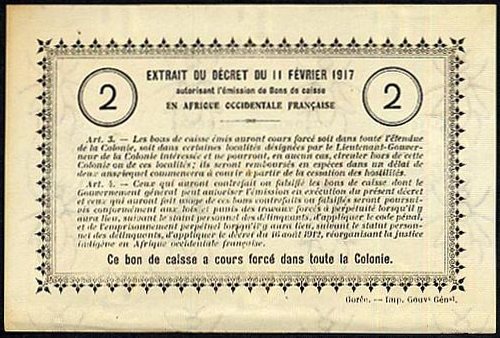 EXTRAIT DU DÉCRET DU 11 FÉVRIER 1917
autorisant l'émission de Bons de caisse
EN AFRIQUE OCCIDENTALE FRANÇAISE
2
2
Art. 3. — Les bons de caisse émis auront cours forcé soit dans toute l'étendue
de la Colonie, soit dans certaines localités désignées par le Lieutenant-Gouver-
neur de la Colonie intéressée et ne pourront, en aucun cas, circuler hors de cette
Colonie ou de ces localités; ils seront remboursés en espèces dans un délai de
deux ans, lequel commencera à courir à partir de la cessation des hostilités.
Art. 4. — Ceux qui auront contrefait ou falsifié les bons de caisse dont le
Gouvernement général peut autoriser l'émission en exécution du présent décret
et ceux qui auront fait usage de ces bons contrefaits ou falsifiés seront poursui-
vis conformément aux lois et punis des travaux forcés à perpétuité lorsqu'il y
aura lieu, suivant le statut personnel des délinquants, d'appliquer le code pénal,
et de l'emprisonnement perpétuel lorsqu'il y aura lieu, suivant le statut person-
nel des délinquants, d'appliquer le décret du 16 août 1912, réorganisant la justice
indigène en Afrique occidentale française.
Ce bon de caisse a cours forcé dans toute la Colonie.
Gorée. — Imp. Gouvt Génal.